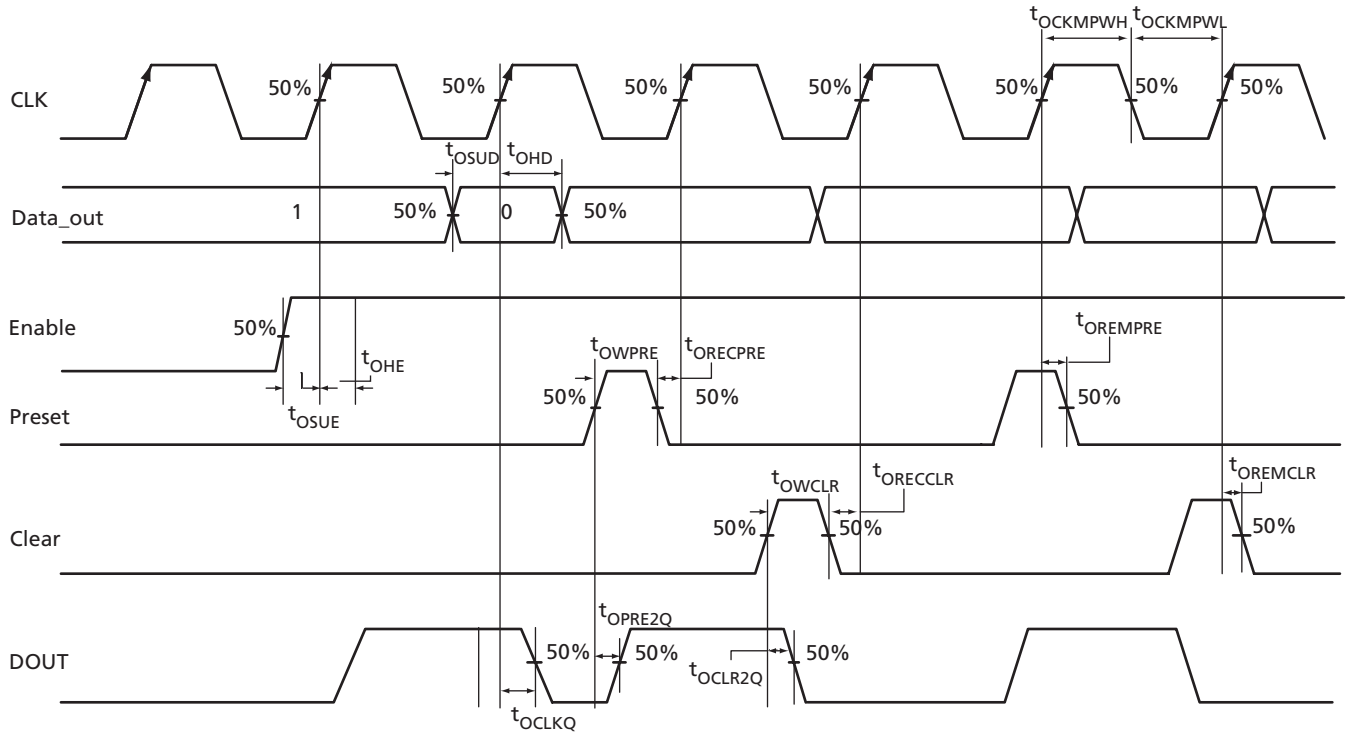 tOCKMPWH tOCKMPWL
CLK 50% 50% 50% 50% 50% 50% 50%
tOSUD tOHD
Data_out 1 50% 0 50%
Enable 50%
tOHE tOWPRE tORECPRE tOREMPRE
Preset tOSUE 50% 50% 50%
tOWCLR tORECCLR tOREMCLR
Clear 50% 50% 50%
tOPRE2Q
DOUT 50% 50% tOCLR2Q 50%
tOCLKQ